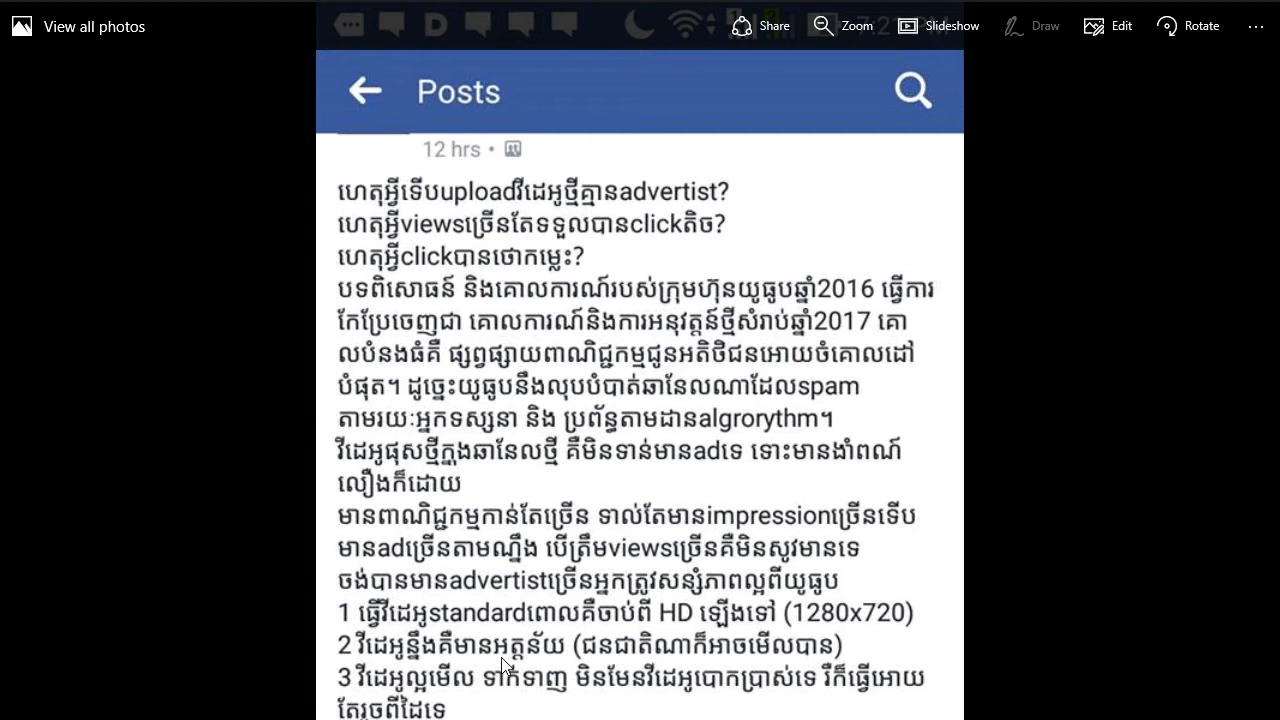 View all photos
Share
Zoom
Slideshow
Draw
Edit
Rotate
Posts
12 hrs
ហេតុអ្វីទើបuploadវីដេអូថ្មីគ្មានadvertist?
ហេតុអ្វីviewsច្រើនតែទទួលបានclickតិច?
ហេតុអ្វីclickបានថោកម្លេះ?
បទពិសោធន៍ និងគោលការណ៍របស់ក្រុមហ៊ុនយូធូបឆ្នាំ2016 ធ្វើការ
កែប្រែចេញជា គោលការណ៍និងការអនុវត្តន៍ថ្មីសំរាប់ឆ្នាំ2017 គោ
លបំនងធំគឺ ផ្សព្វផ្សាយពាណិជ្ជកម្មជូនអតិថិជនអោយចំគោលដៅ
បំផុត។ ដូច្នេះយូធូបនឹងលុបបំបាត់ឆានែលណាដែលspam
តាមរយៈអ្នកទស្សនា និង ប្រព័ន្ធតាមដានalgrorythm។
វីដេអូផុសថ្មីក្នុងឆានែលថ្មី គឺមិនទាន់មានadទេ ទោះមានងាំពណ៍
លឿងក៏ដោយ
មានពាណិជ្ជកម្មកាន់តែច្រើន ទាល់តែមានimpressionច្រើនទើប
មានadច្រើនតាមណ្នឹង បើត្រឹមviewsច្រើនគឺមិនសូវមានទេ
ចង់បានមានadvertistច្រើនអ្នកត្រូវសន្សំភាពល្អពីយូធូប
1 ធ្វើវីដេអូstandardពោលគឺចាប់ពី HD ឡើងទៅ (1280x720)
2 វីដេអូន្នឹងគឺមានអត្តន័យ (ជនជាតិណាក៏អាចមើលបាន)
3 វីដេអូល្អមើល ទាក់ទាញ មិនមែនវីដេអូបោកប្រាស់ទេ រឺក៏ធ្វើអោយ
តែរួចពីដៃទេ